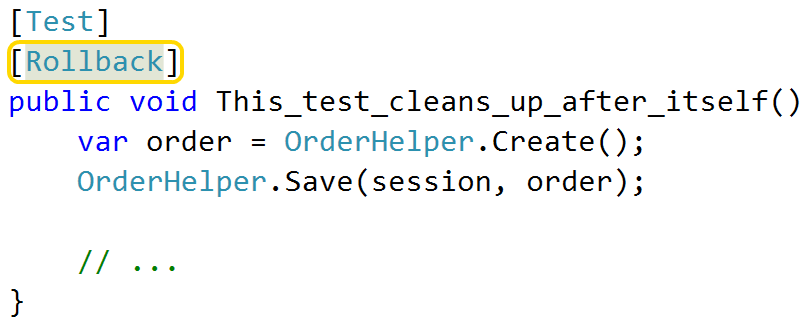 [Test]
[Rollback]
public void This_test_cleans_up_after_itself()
    var order = OrderHelper.Create();
    OrderHelper.Save(session, order);

    // ...
}